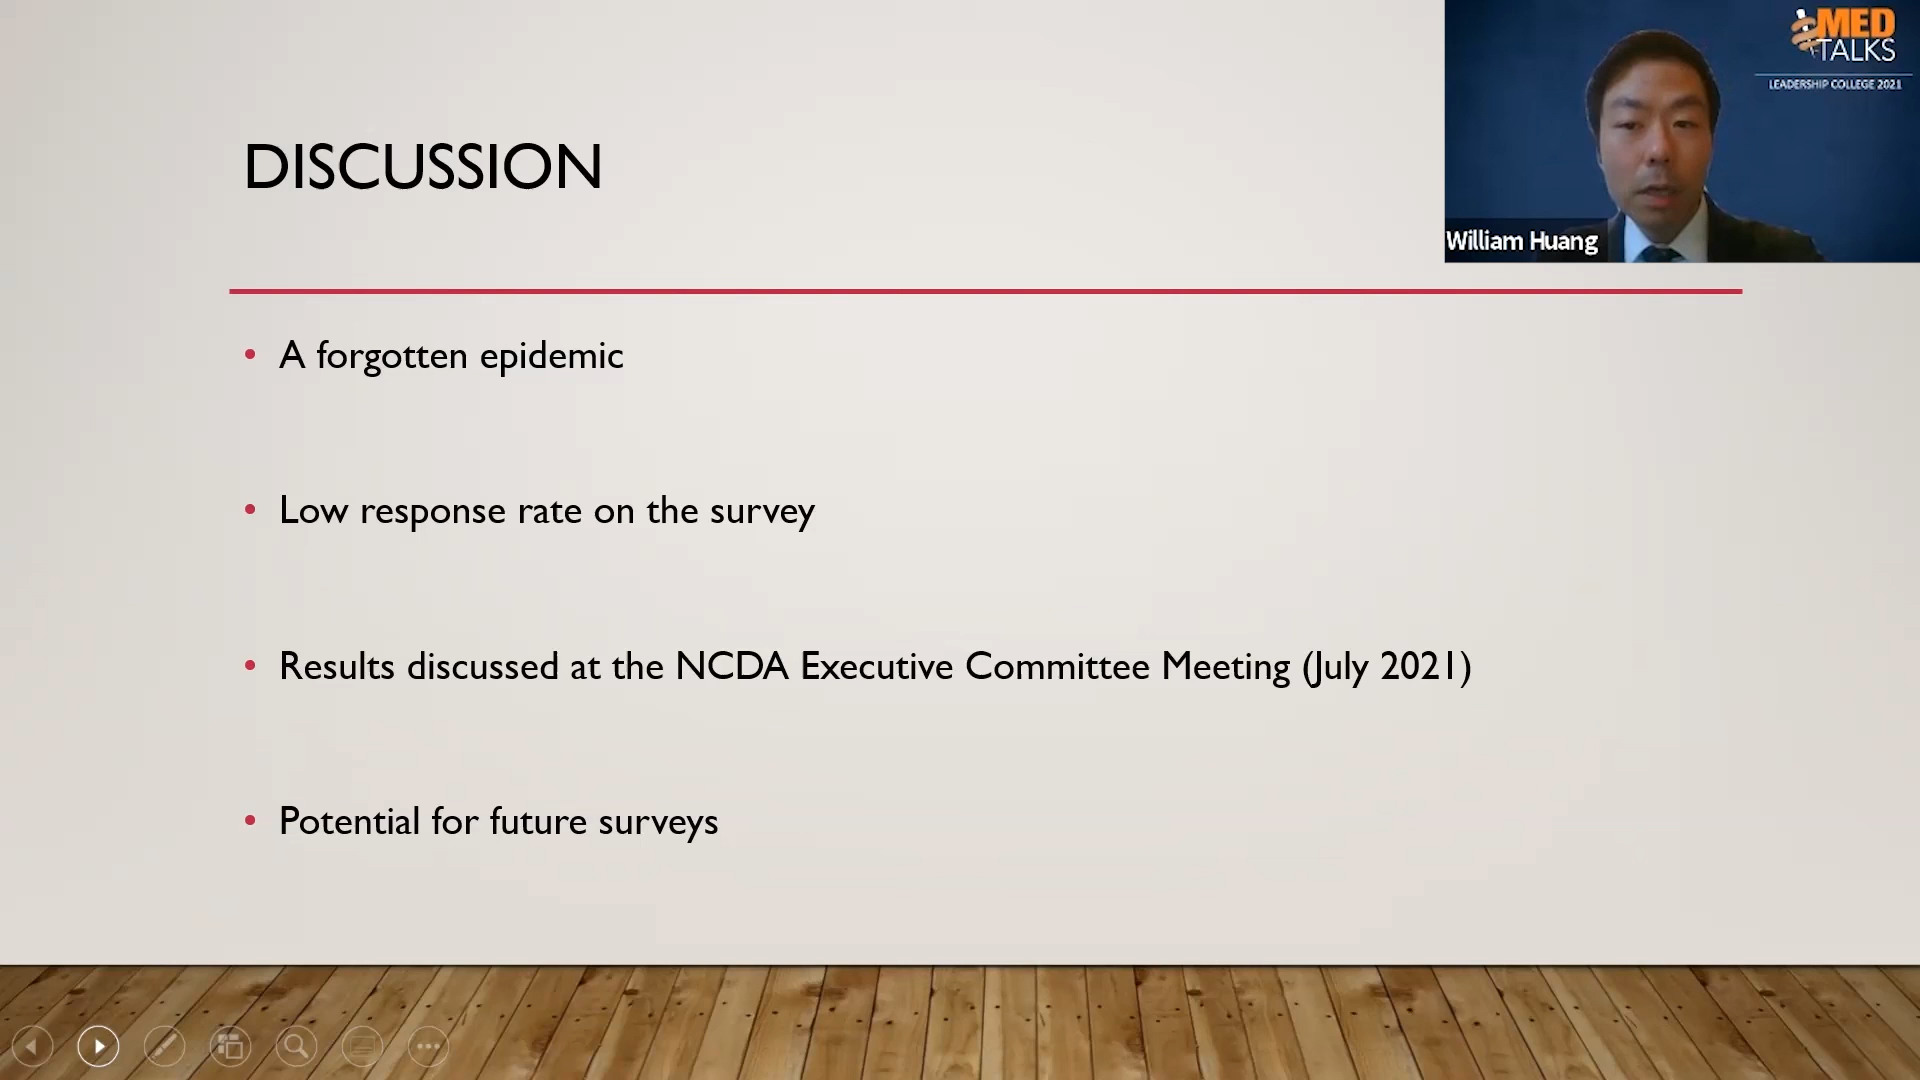 MED
TALKS
LEADERSHIP COLLEGE 2021
William Huang
DISCUSSION
• A forgotten epidemic
• Low response rate on the survey
• Results discussed at the NCDA Executive Committee Meeting (July 2021)
• Potential for future surveys